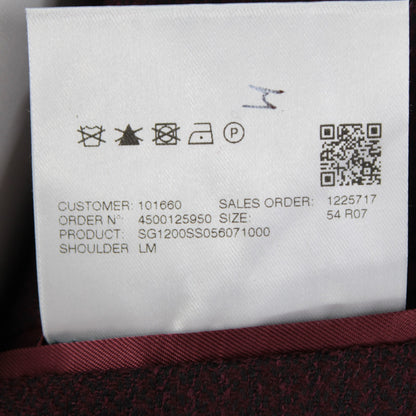 P
CUSTOMER: 101660 SALES ORDER: 1225717
ORDER N°: 4500125950 SIZE: 54 R07
PRODUCT: SG1200SS056071000
SHOULDER LM